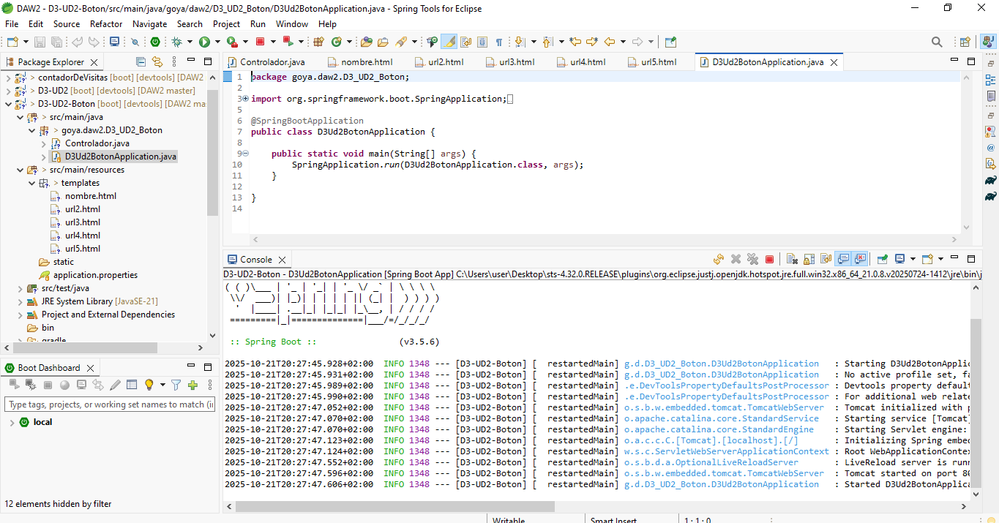 DAW2 - D3-UD2-Boton/src/main/java/goya/daw2/D3_UD2_Boton/D3Ud2BotonApplication.java - Spring Tools for Eclipse
File Edit Source Refactor Navigate Search Project Run Window Help
Package Explorer
contadorDeVisitas [boot] [devtools] [DAW2
D3-UD2 [boot] [devtools] [DAW2 master]
D3-UD2-Boton [boot] [devtools] [DAW2 ma
src/main/java
goya.daw2.D3_UD2_Boton
Controlador.java
D3Ud2BotonApplication.java
src/main/resources
templates
nombre.html
url2.html
url3.html
url4.html
url5.html
static
application.properties
src/test/java
JRE System Library [JavaSE-21]
Project and External Dependencies
bin
gradle
Boot Dashboard
Type tags, projects, or working set names to match (in
local
12 elements hidden by filter
Controlador.java nombre.html url2.html url3.html url4.html url5.html D3Ud2BotonApplication.java
1 package goya.daw2.D3_UD2_Boton;
2
3 import org.springframework.boot.SpringApplication;
5
6 @SpringBootApplication
7 public class D3Ud2BotonApplication {
8
9 public static void main(String[] args) {
10 SpringApplication.run(D3Ud2BotonApplication.class, args);
11 }
12
13 }
14
Console
D3-UD2-Boton - D3Ud2BotonApplication [Spring Boot App] C:\Users\user\Desktop\sts-4.32.0.RELEASE\plugins\org.eclipse.justj.openjdk.hotspot.jre.full.win32.x86_64_21.0.8.v20250724-1412\jre\bin\j
( ( )\___ | '_ | '_| | '_ \/ _` | \ \ \ \
 \\/  ___)| |_)| | | | | || (_| |  ) ) ) )
  '  |____| .__|_| |_|_| |_\__, | / / / /
 =========|_|==============|___/=/_/_/_/
:: Spring Boot :: (v3.5.6)
2025-10-21T20:27:45.928+02:00 INFO 1348 --- [D3-UD2-Boton] [ restartedMain] g.d.D3_UD2_Boton.D3Ud2BotonApplication : Starting D3Ud2BotonApplic
2025-10-21T20:27:45.931+02:00 INFO 1348 --- [D3-UD2-Boton] [ restartedMain] g.d.D3_UD2_Boton.D3Ud2BotonApplication : No active profile set, fa
2025-10-21T20:27:45.989+02:00 INFO 1348 --- [D3-UD2-Boton] [ restartedMain] .e.DevToolsPropertyDefaultsPostProcessor : Devtools property default
2025-10-21T20:27:45.990+02:00 INFO 1348 --- [D3-UD2-Boton] [ restartedMain] .e.DevToolsPropertyDefaultsPostProcessor : For additional web relate
2025-10-21T20:27:47.052+02:00 INFO 1348 --- [D3-UD2-Boton] [ restartedMain] o.s.b.w.embedded.tomcat.TomcatWebServer : Tomcat initialized with p
2025-10-21T20:27:47.070+02:00 INFO 1348 --- [D3-UD2-Boton] [ restartedMain] o.apache.catalina.core.StandardService : Starting service [Tomcat]
2025-10-21T20:27:47.070+02:00 INFO 1348 --- [D3-UD2-Boton] [ restartedMain] o.apache.catalina.core.StandardEngine : Starting Servlet engine:
2025-10-21T20:27:47.123+02:00 INFO 1348 --- [D3-UD2-Boton] [ restartedMain] o.a.c.c.C.[Tomcat].[localhost].[/] : Initializing Spring embed
2025-10-21T20:27:47.124+02:00 INFO 1348 --- [D3-UD2-Boton] [ restartedMain] w.s.c.ServletWebServerApplicationContext : Root WebApplicationContex
2025-10-21T20:27:47.552+02:00 INFO 1348 --- [D3-UD2-Boton] [ restartedMain] o.s.b.d.a.OptionalLiveReloadServer : LiveReload server is runn
2025-10-21T20:27:47.596+02:00 INFO 1348 --- [D3-UD2-Boton] [ restartedMain] o.s.b.w.embedded.tomcat.TomcatWebServer : Tomcat started on port 80
2025-10-21T20:27:47.606+02:00 INFO 1348 --- [D3-UD2-Boton] [ restartedMain] g.d.D3_UD2_Boton.D3Ud2BotonApplication : Started D3Ud2BotonApplica
Writable Smart Insert 1 : 1 : 0